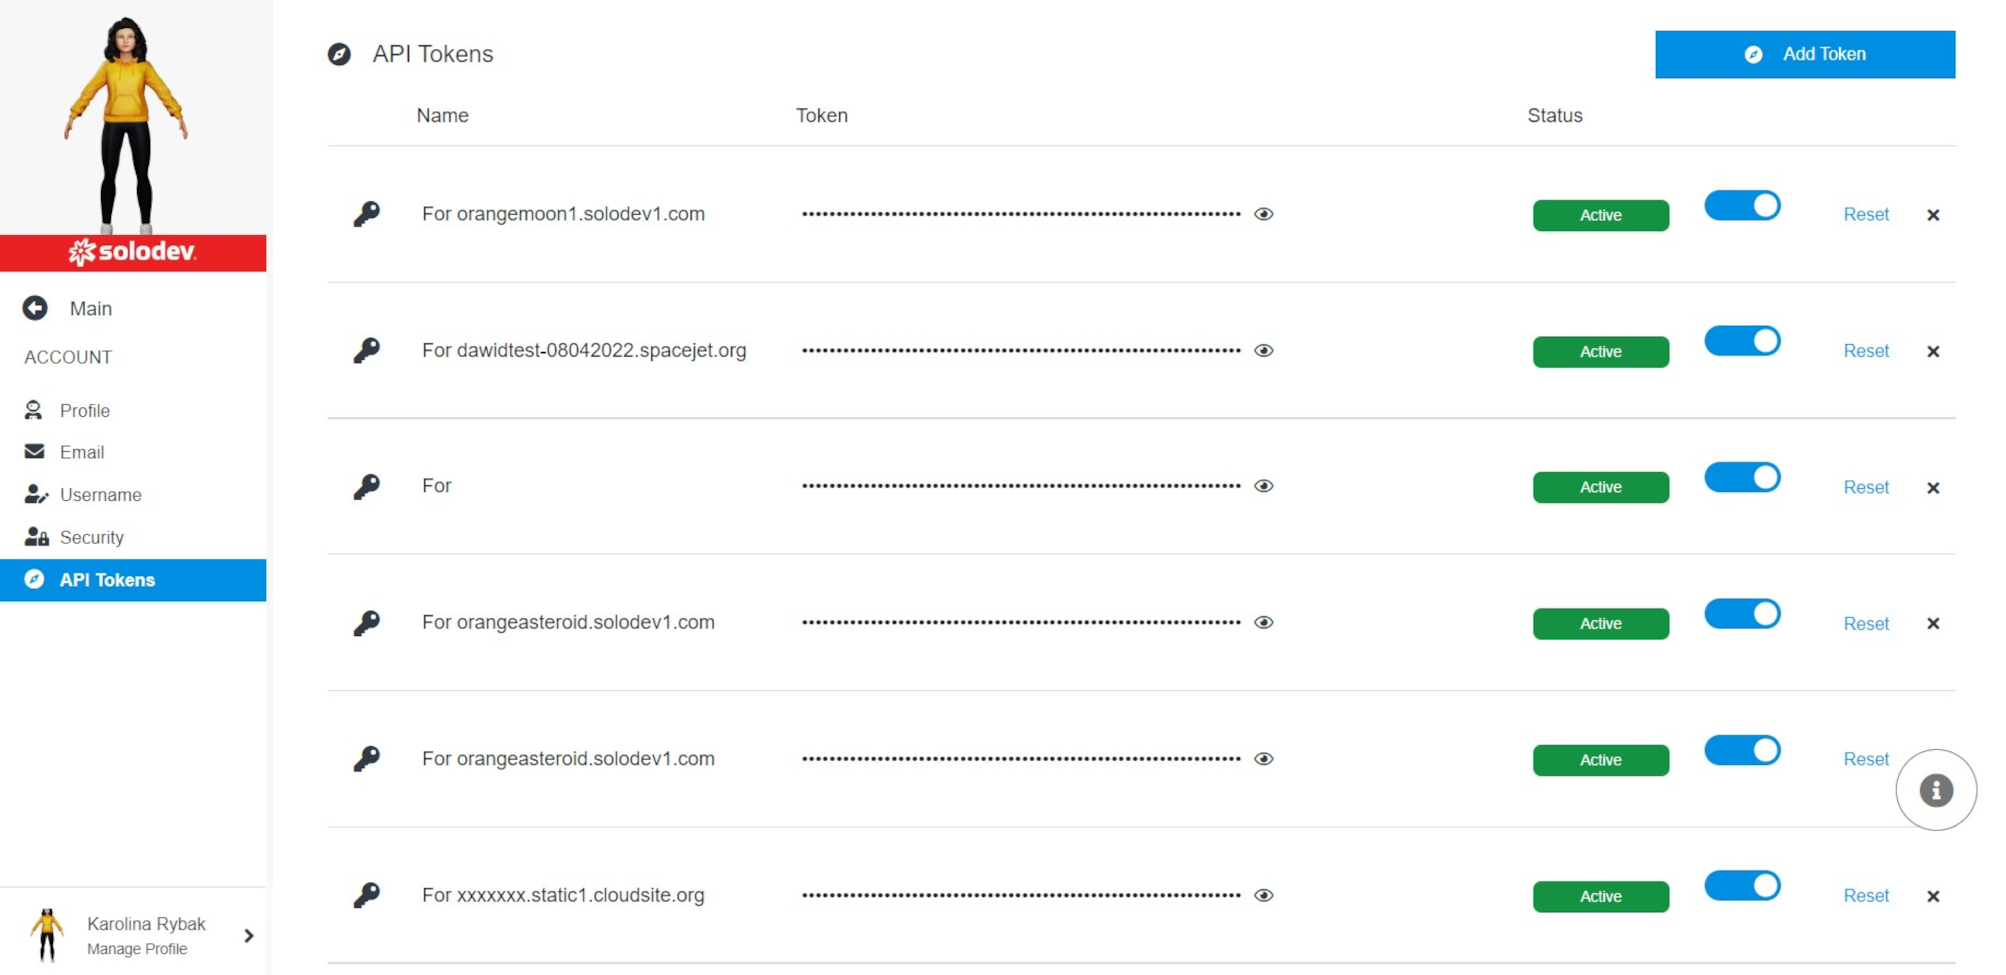 solodev.
Main
ACCOUNT
Profile
Email
Username
Security
API Tokens
Karolina Rybak
Manage Profile
API Tokens
Add Token
Name Token Status
For orangemoon1.solodev1.com Active Reset
For dawidtest-08042022.spacejet.org Active Reset
For Active Reset
For orangeasteroid.solodev1.com Active Reset
For orangeasteroid.solodev1.com Active Reset
For xxxxxxx.static1.cloudsite.org Active Reset